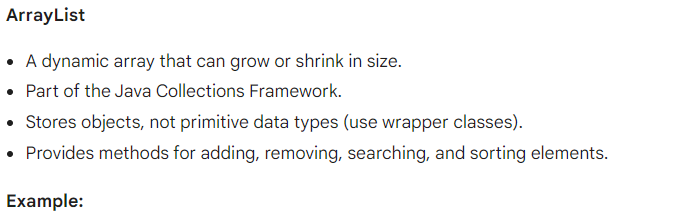 ArrayList
• A dynamic array that can grow or shrink in size.
• Part of the Java Collections Framework.
• Stores objects, not primitive data types (use wrapper classes).
• Provides methods for adding, removing, searching, and sorting elements.
Example: